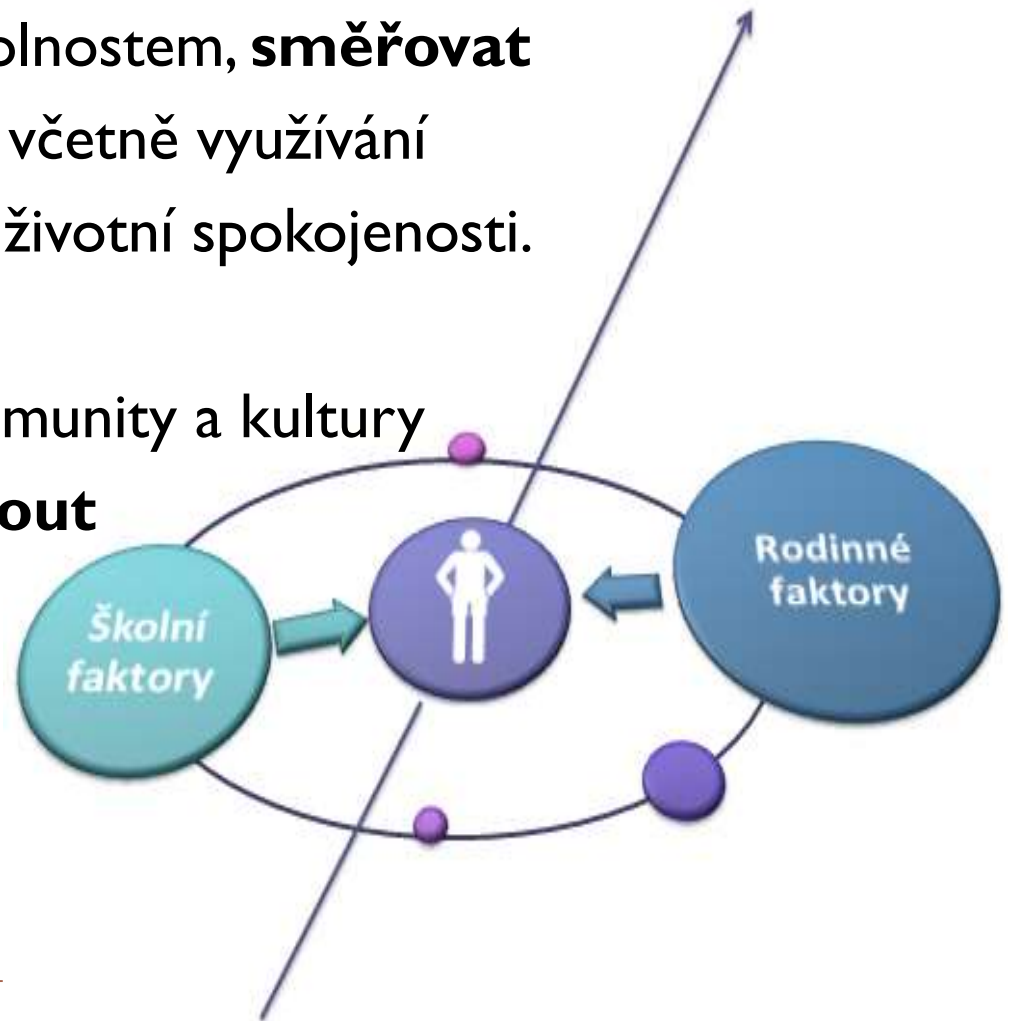 olnostem, směřovat
včetně využívání
životní spokojenosti.
munity a kultury
out
Rodinné
faktory
Školní
faktory